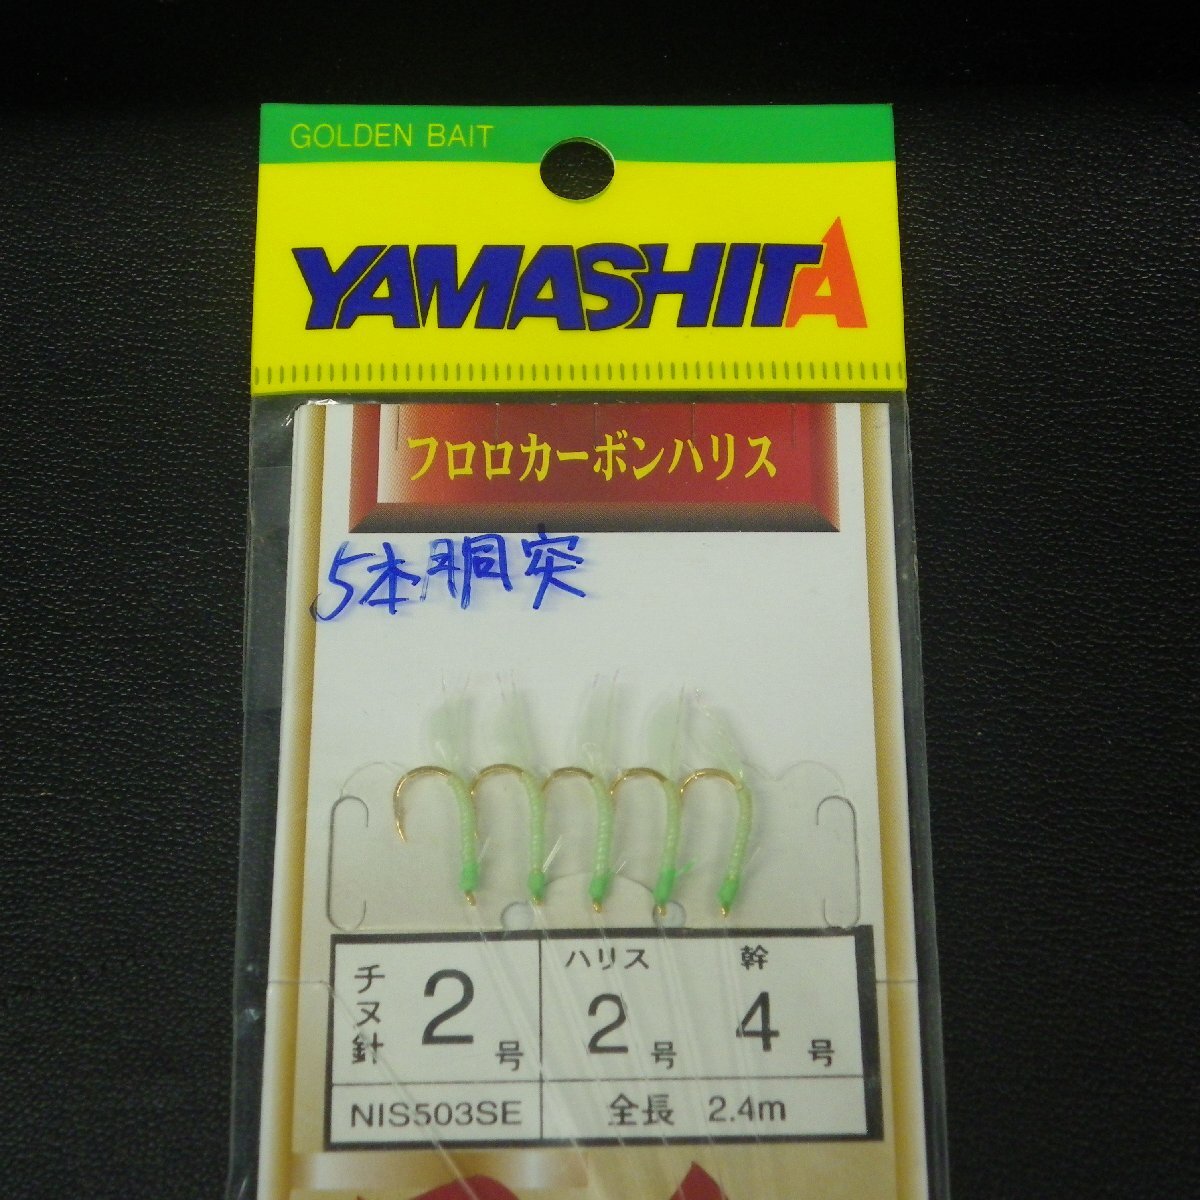 GOLDEN BAIT
YAMASHITA
フロロカーボンハリス
5本胴突
チヌ針 2号
ハリス 2号
幹 4号
NIS503SE
全長 2.4m